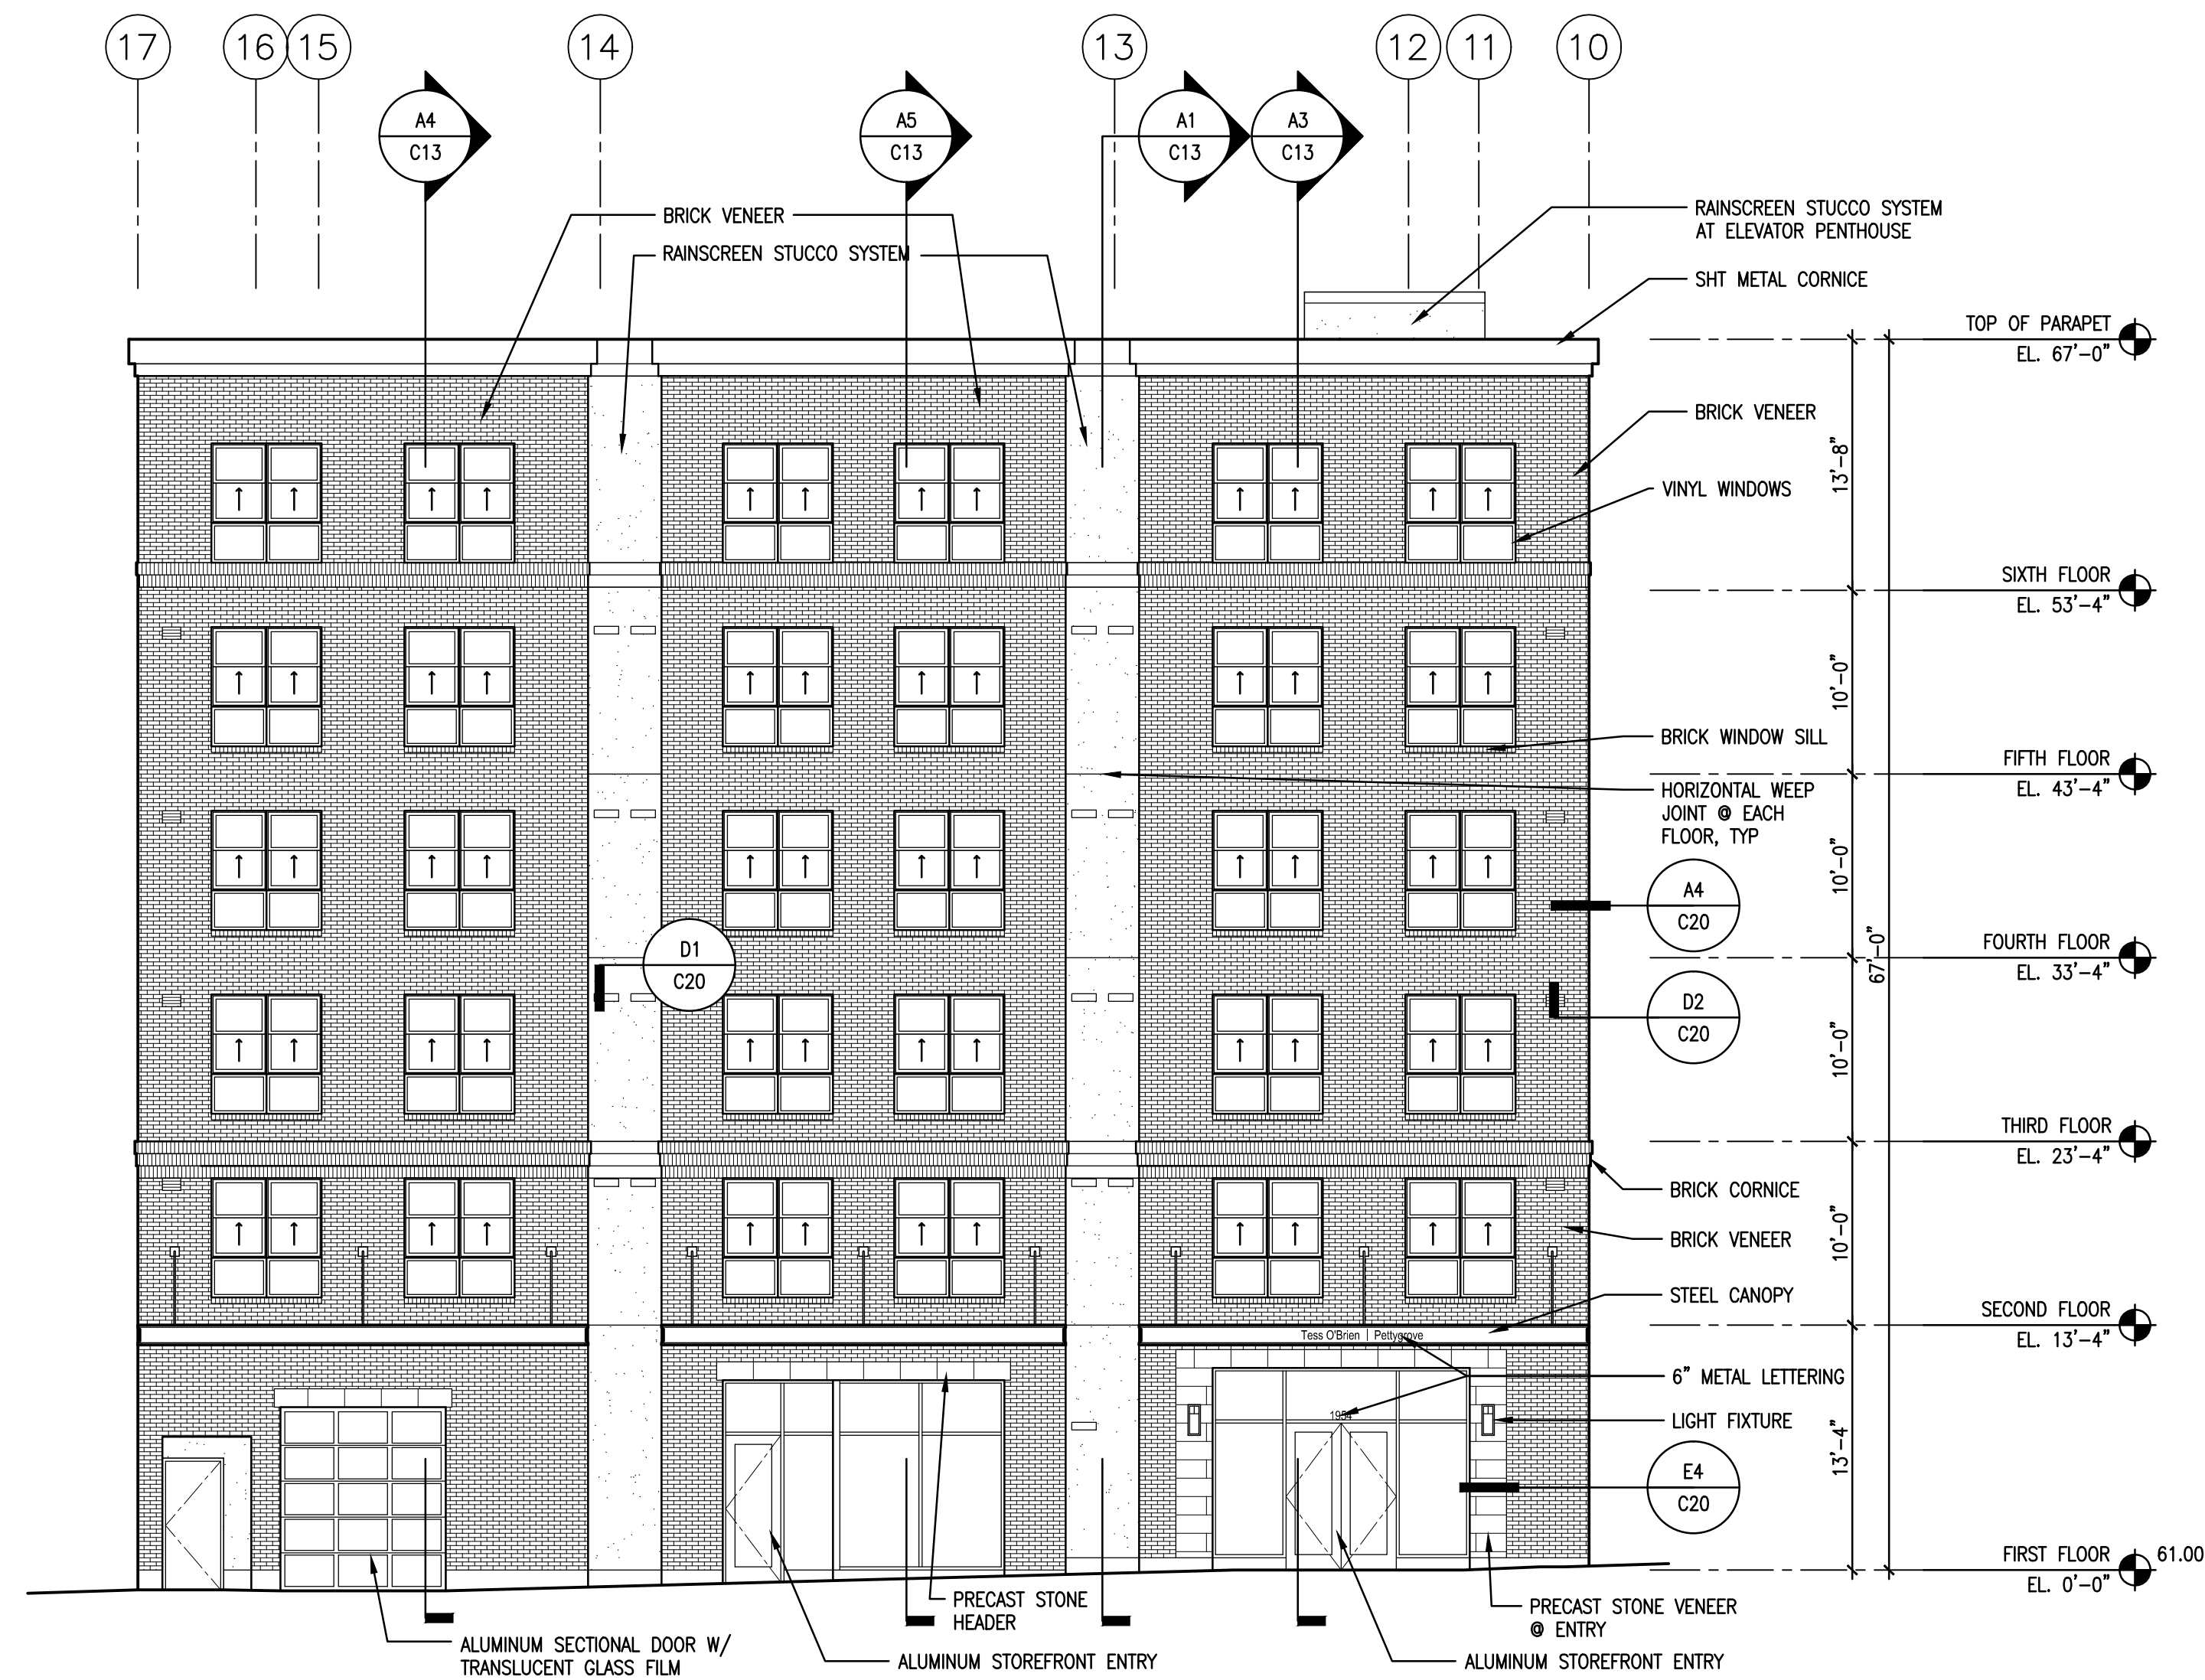 17
16
15
14
13
12
11
10
A4
C13
A5
C13
A1
C13
A3
C13
BRICK VENEER
RAINSCREEN STUCCO SYSTEM
RAINSCREEN STUCCO SYSTEM
AT ELEVATOR PENTHOUSE
SHT METAL CORNICE
TOP OF PARAPET
EL. 67'-0"
BRICK VENEER
13'-8"
VINYL WINDOWS
SIXTH FLOOR
EL. 53'-4"
10'-0"
BRICK WINDOW SILL
FIFTH FLOOR
EL. 43'-4"
HORIZONTAL WEEP
JOINT @ EACH
FLOOR, TYP
10'-0"
A4
C20
67'-0"
FOURTH FLOOR
EL. 33'-4"
D1
C20
D2
C20
10'-0"
THIRD FLOOR
EL. 23'-4"
BRICK CORNICE
10'-0"
BRICK VENEER
STEEL CANOPY
SECOND FLOOR
EL. 13'-4"
Tess O'Brien | Pettygrove
6" METAL LETTERING
1954
LIGHT FIXTURE
13'-4"
E4
C20
FIRST FLOOR 61.00
EL. 0'-0"
PRECAST STONE
HEADER
PRECAST STONE VENEER
@ ENTRY
ALUMINUM SECTIONAL DOOR W/
TRANSLUCENT GLASS FILM
ALUMINUM STOREFRONT ENTRY
ALUMINUM STOREFRONT ENTRY